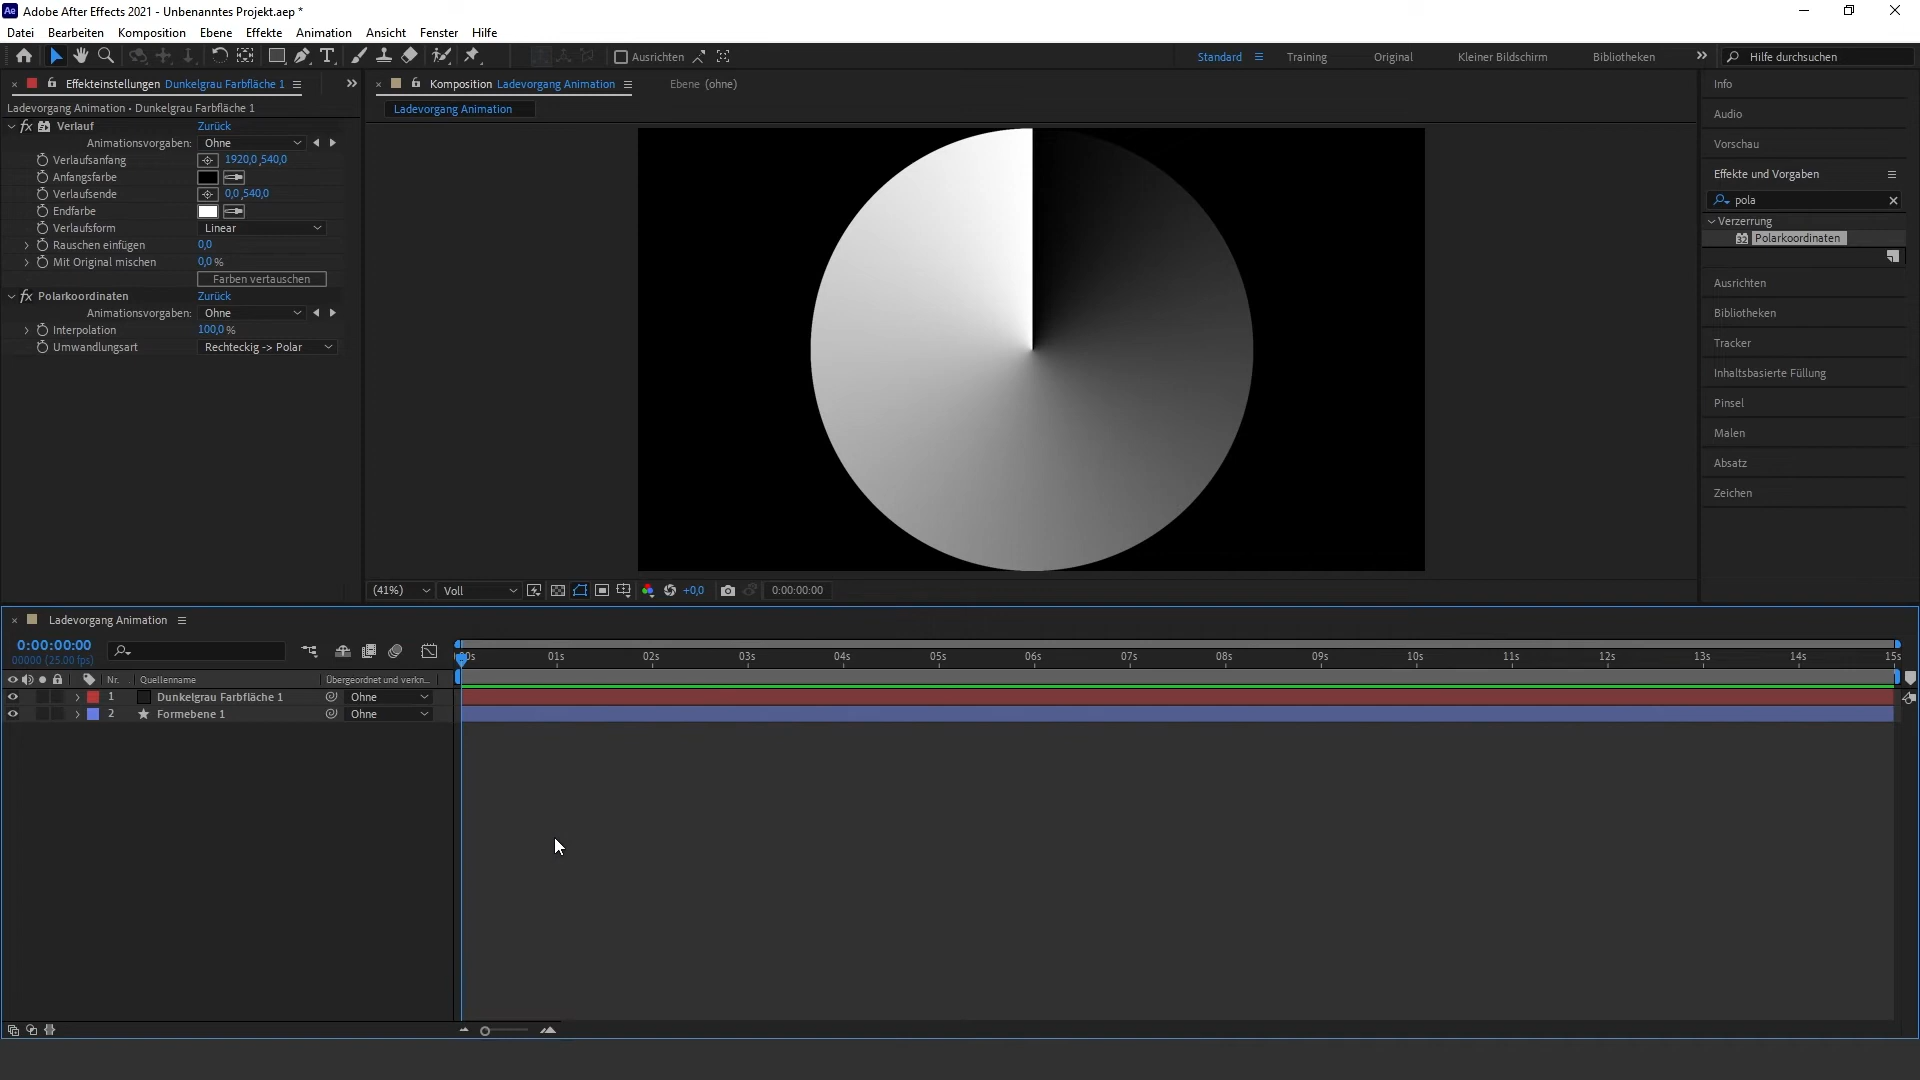 Adobe After Effects 2021 - Unbenanntes Projekt.aep *
Datei Bearbeiten Komposition Ebene Effekte Animation Ansicht Fenster Hilfe
Ausrichten Standard Training Original Kleiner Bildschirm Bibliotheken Hilfe durchsuchen
Effekteinstellungen Dunkelgrau Farbfläche 1
Ladevorgang Animation • Dunkelgrau Farbfläche 1
fx Verlauf Zurück
Animationsvorgaben: Ohne
Verlaufsanfang 1920,0 ,540,0
Anfangsfarbe
Verlaufsende 0,0 ,540,0
Endfarbe
Verlaufsform Linear
Rauschen einfügen 0,0
Mit Original mischen 0,0 %
Farben vertauschen
fx Polarkoordinaten Zurück
Animationsvorgaben: Ohne
Interpolation 100,0 %
Umwandlungsart Rechteckig -> Polar
Komposition Ladevorgang Animation Ebene (ohne)
Ladevorgang Animation
(41%) Voll +0,0 0:00:00:00
Info
Audio
Vorschau
Effekte und Vorgaben
pola
Verzerrung
32 Polarkoordinaten
Ausrichten
Bibliotheken
Tracker
Inhaltsbasierte Füllung
Pinsel
Malen
Absatz
Zeichen
Ladevorgang Animation
0:00:00:00
00000 (25.00 fps)
01s 02s 03s 04s 05s 06s 07s 08s 09s 10s 11s 12s 13s 14s 15s
Nr. Quellenname Übergeordnet und verkn...
1 Dunkelgrau Farbfläche 1 Ohne
2 Formebene 1 Ohne